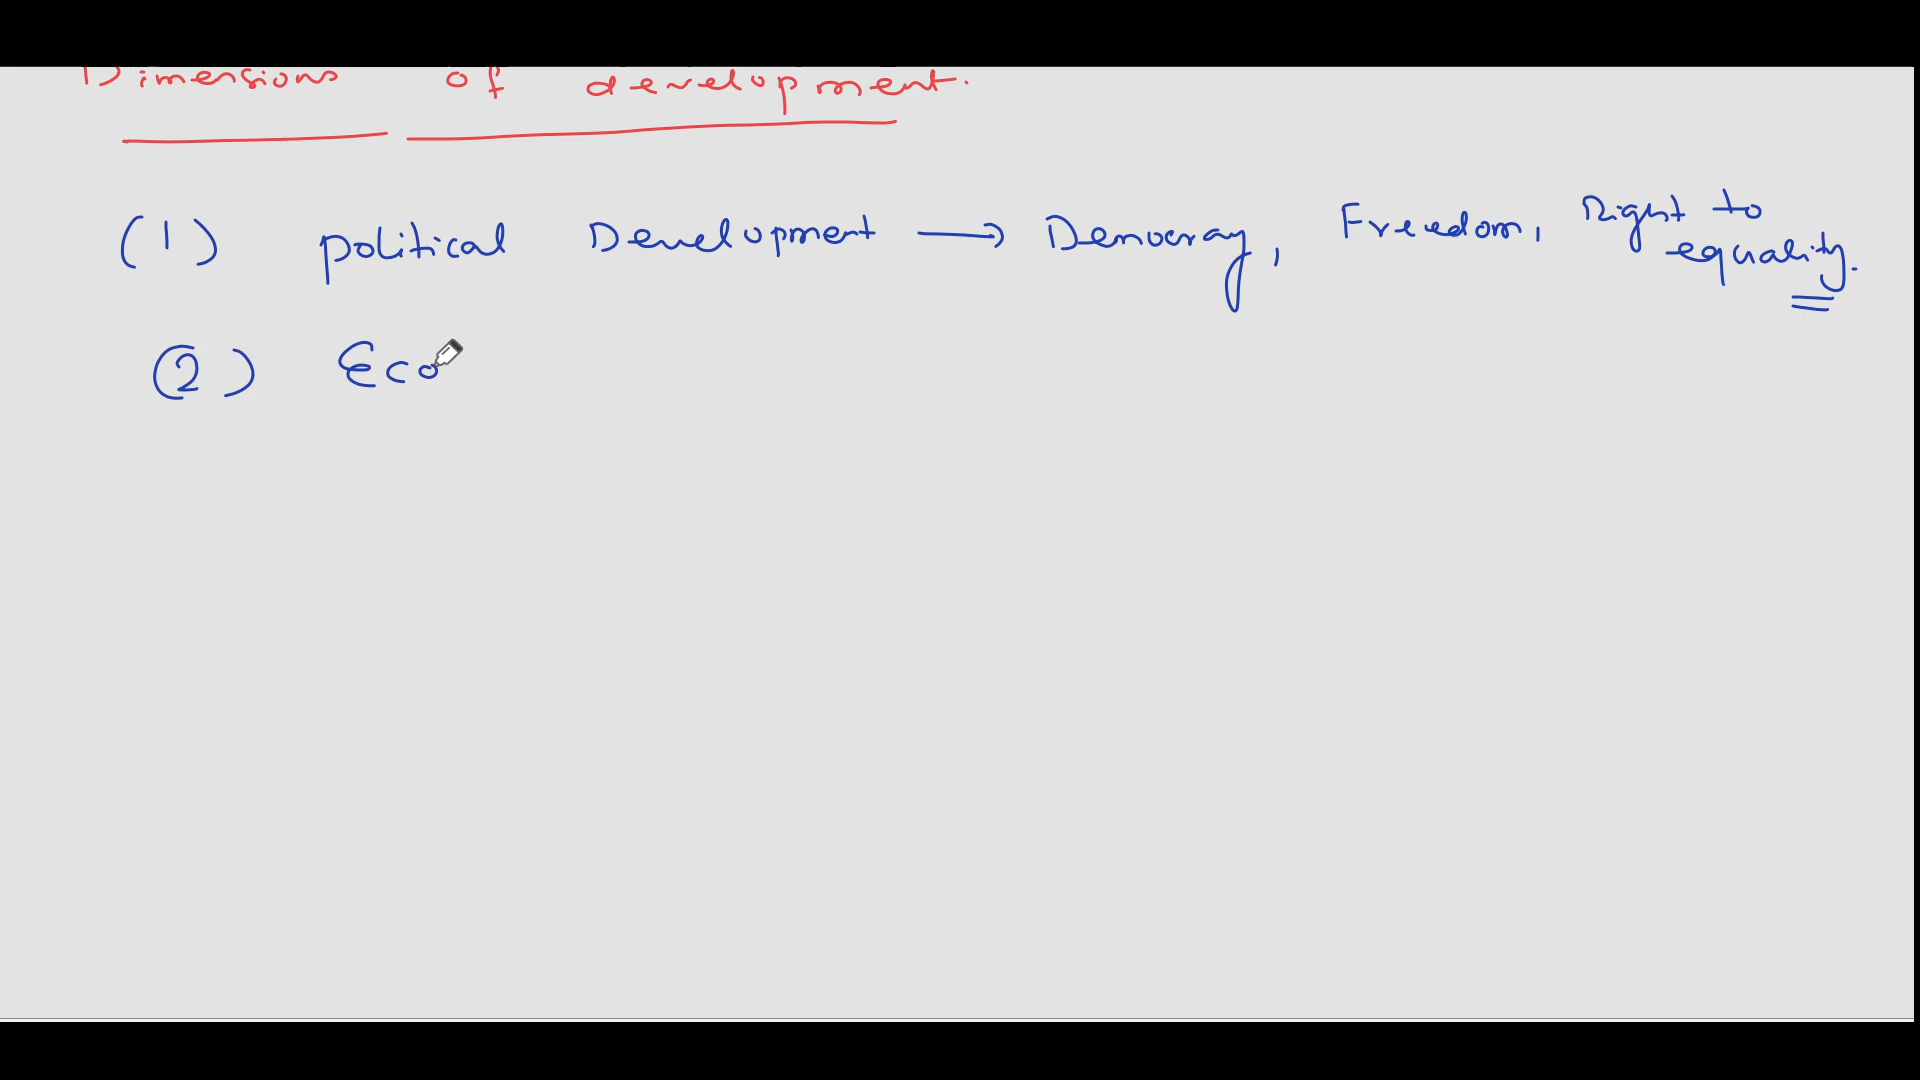 Dimensions of development.
(1) Political Development → Democracy, Freedom, Right to equality.
(2) Eco